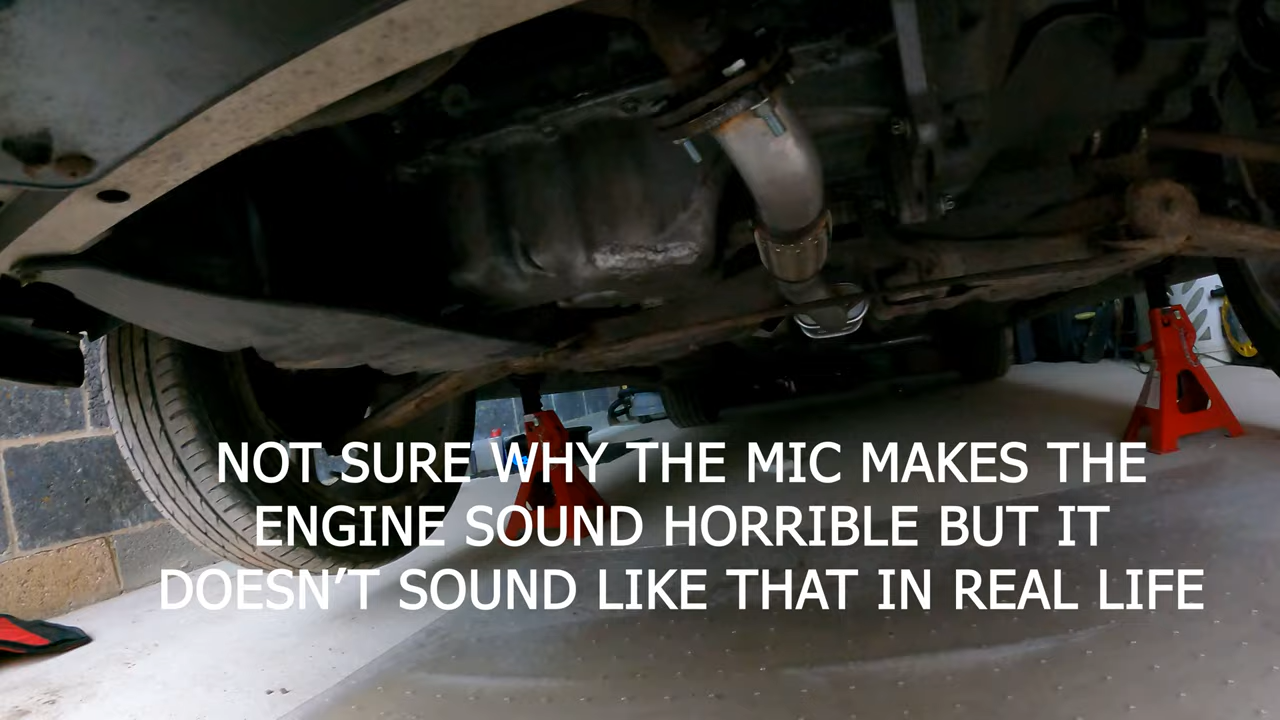 NOT SURE WHY THE MIC MAKES THE
ENGINE SOUND HORRIBLE BUT IT
DOESN’T SOUND LIKE THAT IN REAL LIFE